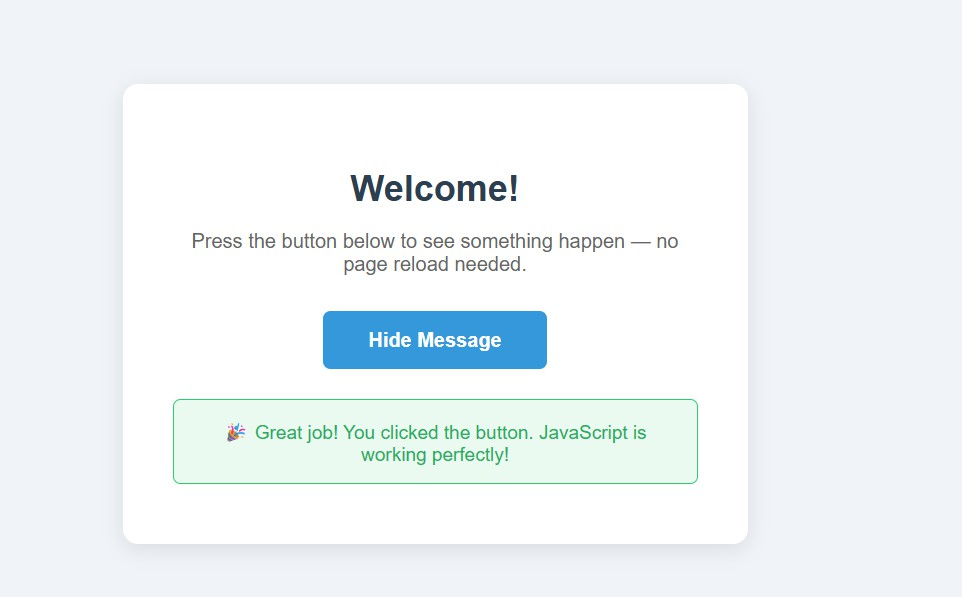 Welcome!
Press the button below to see something happen — no
page reload needed.
Hide Message
🎉 Great job! You clicked the button. JavaScript is
working perfectly!